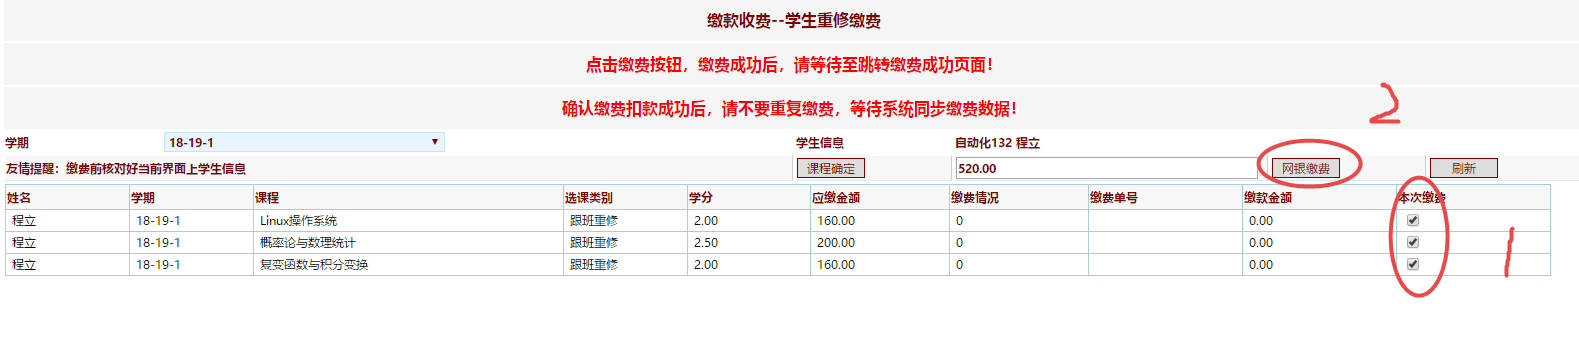 缴款收费--学生重修缴费
点击缴费按钮，缴费成功后，请等待至跳转缴费成功页面！
确认缴费扣款成功后，请不要重复缴费，等待系统同步缴费数据！
2
学期 18-19-1 学生信息 自动化132 程立
友情提醒：缴费前核对好当前界面上学生信息 课程确定 520.00 网银缴费 刷新
姓名 学期 课程 选课类别 学分 应缴金额 缴费情况 缴费单号 缴款金额 本次缴费
程立 18-19-1 Linux操作系统 跟班重修 2.00 160.00 0 0.00
程立 18-19-1 概率论与数理统计 跟班重修 2.50 200.00 0 0.00
程立 18-19-1 复变函数与积分变换 跟班重修 2.00 160.00 0 0.00
1